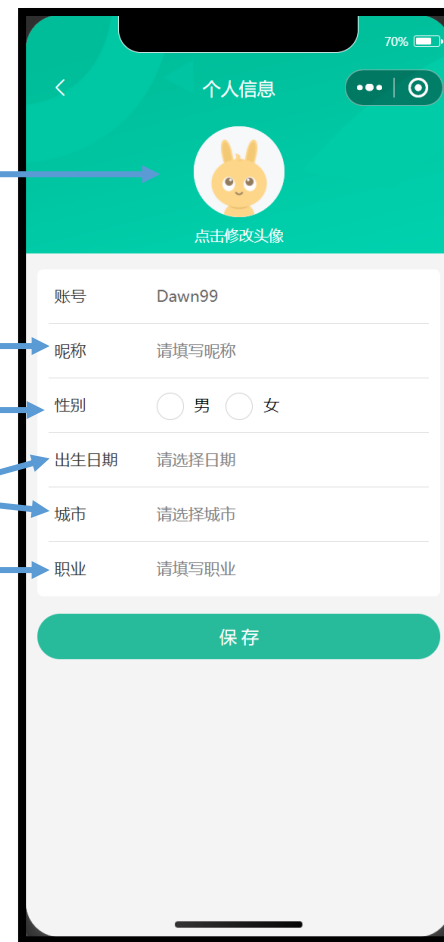 70%
个人信息
点击修改头像
账号 Dawn99
昵称 请填写昵称
性别 男 女
出生日期 请选择日期
城市 请选择城市
职业 请填写职业
保存